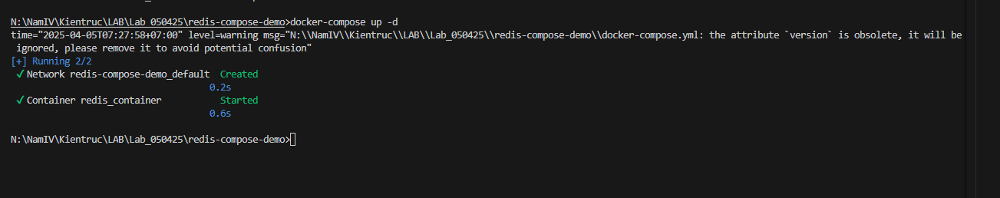 N:\NamIV\Kientruc\LAB\Lab_050425\redis-compose-demo>docker-compose up -d
time="2025-04-05T07:27:58+07:00" level=warning msg="N:\\NamIV\\Kientruc\\LAB\\Lab_050425\\redis-compose-demo\\docker-compose.yml: the attribute `version` is obsolete, it will be
 ignored, please remove it to avoid potential confusion"
[+] Running 2/2
✔ Network redis-compose-demo_default  Created
0.2s
✔ Container redis_container           Started
0.6s
N:\NamIV\Kientruc\LAB\Lab_050425\redis-compose-demo>